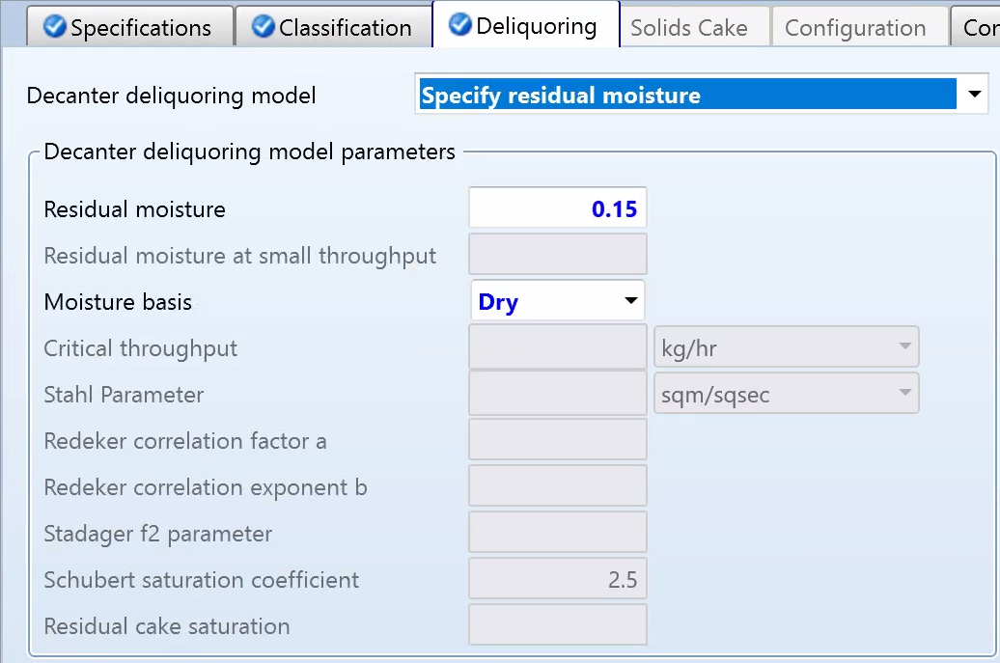 Specifications Classification Deliquoring Solids Cake Configuration
Decanter deliquoring model Specify residual moisture
Decanter deliquoring model parameters
Residual moisture 0.15
Residual moisture at small throughput
Moisture basis Dry
Critical throughput kg/hr
Stahl Parameter sqm/sqsec
Redeker correlation factor a
Redeker correlation exponent b
Stadager f2 parameter
Schubert saturation coefficient 2.5
Residual cake saturation